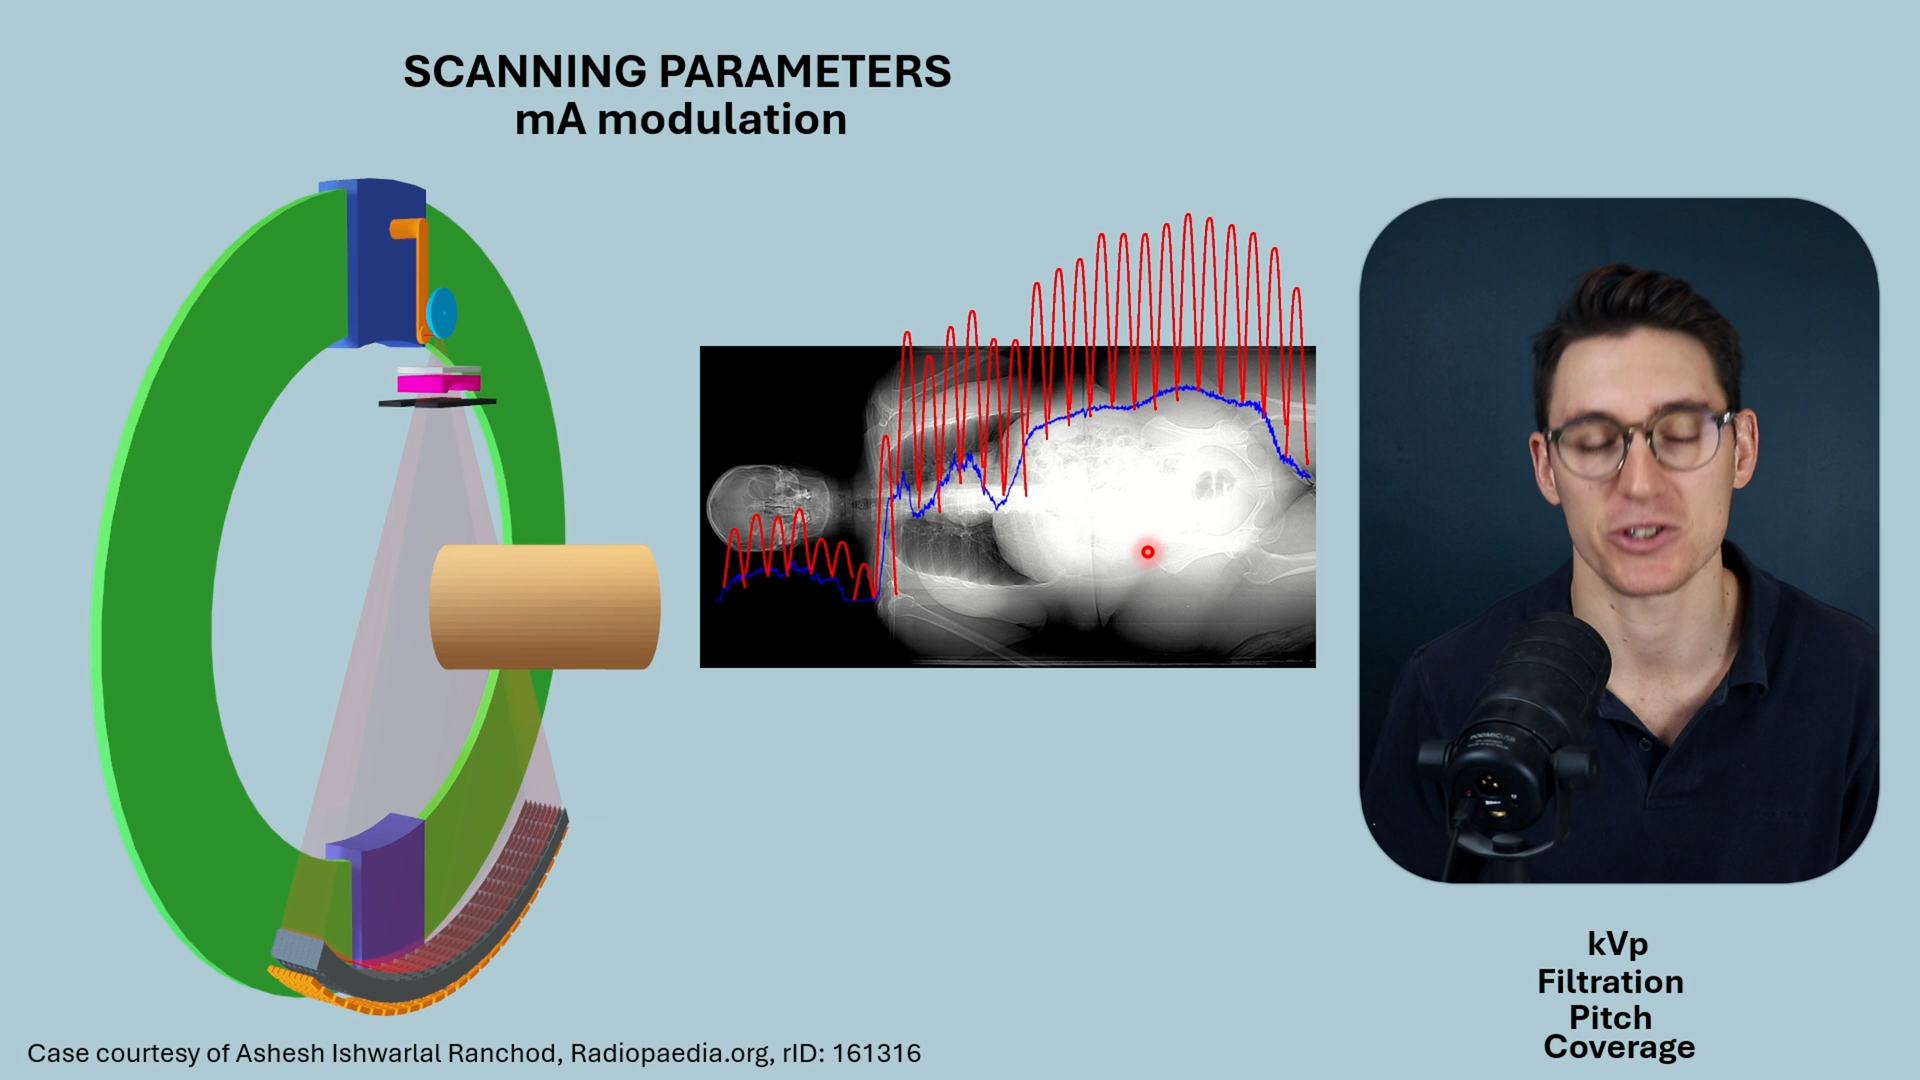 SCANNING PARAMETERS
mA modulation
kVp
Filtration
Pitch
Coverage
Case courtesy of Ashesh Ishwarlal Ranchod, Radiopaedia.org, rID: 161316